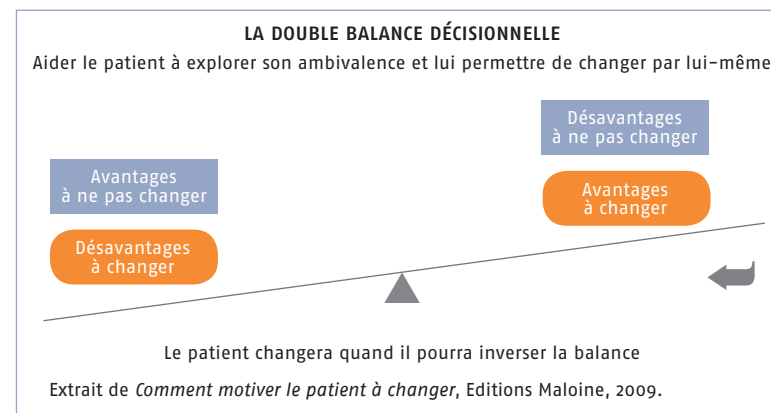 LA DOUBLE BALANCE DÉCISIONNELLE
Aider le patient à explorer son ambivalence et lui permettre de changer par lui-même
Désavantages
à ne pas changer
Avantages
à ne pas changer
Avantages
à changer
Désavantages
à changer
Le patient changera quand il pourra inverser la balance
Extrait de Comment motiver le patient à changer, Editions Maloine, 2009.